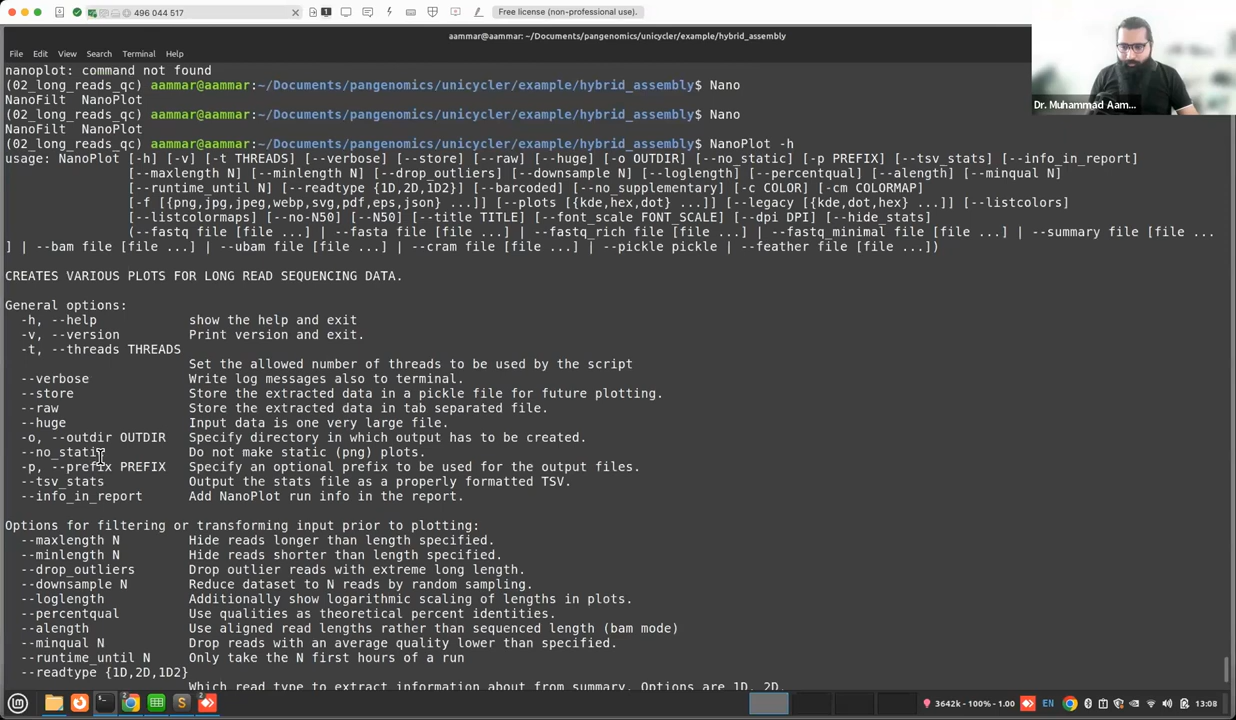 496 044 517
Free license (non-professional use).
aammar@aammar: ~/Documents/pangenomics/unicycler/example/hybrid_assembly
File Edit View Search Terminal Help
nanoplot: command not found
(02_long_reads_qc) aammar@aammar:~/Documents/pangenomics/unicycler/example/hybrid_assembly$ Nano
NanoFilt NanoPlot
(02_long_reads_qc) aammar@aammar:~/Documents/pangenomics/unicycler/example/hybrid_assembly$ Nano
NanoFilt NanoPlot
(02_long_reads_qc) aammar@aammar:~/Documents/pangenomics/unicycler/example/hybrid_assembly$ NanoPlot -h
usage: NanoPlot [-h] [-v] [-t THREADS] [--verbose] [--store] [--raw] [--huge] [-o OUTDIR] [--no_static] [-p PREFIX] [--tsv_stats] [--info_in_report]
[--maxlength N] [--minlength N] [--drop_outliers] [--downsample N] [--loglength] [--percentqual] [--alength] [--minqual N]
[--runtime_until N] [--readtype {1D,2D,1D2}] [--barcoded] [--no_supplementary] [-c COLOR] [-cm COLORMAP]
[-f [{png,jpg,jpeg,webp,svg,pdf,eps,json} ...]] [--plots [{kde,hex,dot} ...]] [--legacy [{kde,dot,hex} ...]] [--listcolors]
[--listcolormaps] [--no-N50] [--N50] [--title TITLE] [--font_scale FONT_SCALE] [--dpi DPI] [--hide_stats]
(--fastq file [file ...] | --fasta file [file ...] | --fastq_rich file [file ...] | --fastq_minimal file [file ...] | --summary file [file ...
] | --bam file [file ...] | --ubam file [file ...] | --cram file [file ...] | --pickle pickle | --feather file [file ...])
CREATES VARIOUS PLOTS FOR LONG READ SEQUENCING DATA.
General options:
-h, --help show the help and exit
-v, --version Print version and exit.
-t, --threads THREADS
Set the allowed number of threads to be used by the script
--verbose Write log messages also to terminal.
--store Store the extracted data in a pickle file for future plotting.
--raw Store the extracted data in tab separated file.
--huge Input data is one very large file.
-o, --outdir OUTDIR Specify directory in which output has to be created.
--no_static Do not make static (png) plots.
-p, --prefix PREFIX Specify an optional prefix to be used for the output files.
--tsv_stats Output the stats file as a properly formatted TSV.
--info_in_report Add NanoPlot run info in the report.
Options for filtering or transforming input prior to plotting:
--maxlength N Hide reads longer than length specified.
--minlength N Hide reads shorter than length specified.
--drop_outliers Drop outlier reads with extreme long length.
--downsample N Reduce dataset to N reads by random sampling.
--loglength Additionally show logarithmic scaling of lengths in plots.
--percentqual Use qualities as theoretical percent identities.
--alength Use aligned read lengths rather than sequenced length (bam mode)
--minqual N Drop reads with an average quality lower than specified.
--runtime_until N Only take the N first hours of a run
--readtype {1D,2D,1D2}
Which read type to extract information about from summary. Options are 1D, 2D,
Dr. Muhammad Aam...
3642k - 100% - 1.00 EN 13:08